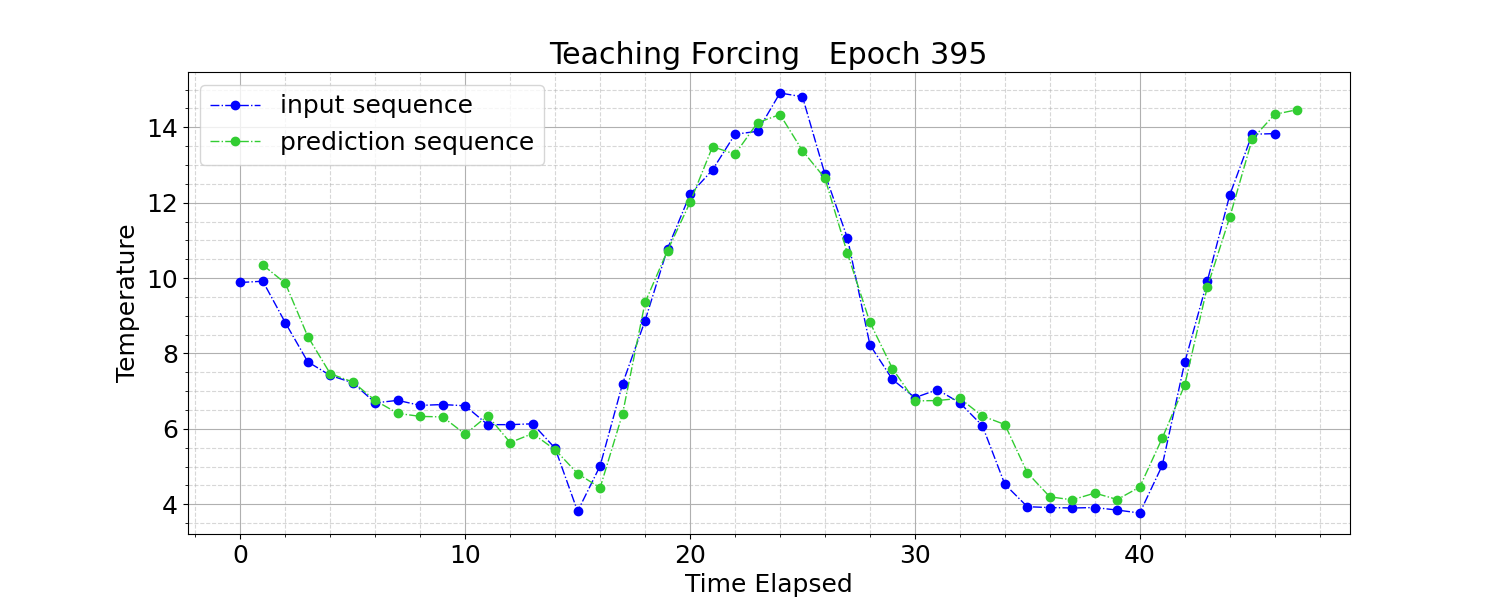 Teaching Forcing   Epoch 395
input sequence
prediction sequence
Temperature
14
12
10
8
6
4
0 10 20 30 40
Time Elapsed